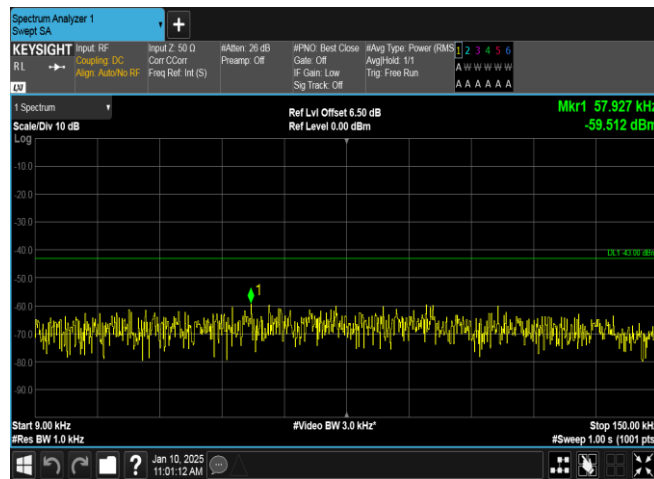 Spectrum Analyzer 1
Swept SA
+
KEYSIGHT
RL
Input: RF
Coupling: DC
Align: Auto/No RF
Input Z: 50 Ω
Corr CCorr
Freq Ref: Int (S)
#Atten: 26 dB
Preamp: Off
#PNO: Best Close
Gate: Off
IF Gain: Low
Sig Track: Off
#Avg Type: Power (RMS
Avg|Hold: 1/1
Trig: Free Run
1 2 3 4 5 6
A W W W W W
A A A A A A
1 Spectrum
Scale/Div 10 dB
Log
Ref Lvl Offset 6.50 dB
Ref Level 0.00 dBm
Mkr1 57.927 kHz
-59.512 dBm
-10.0
-20.0
-30.0
-40.0
DL1 -43.00 dBm
-50.0
1
-60.0
-70.0
-80.0
-90.0
Start 9.00 kHz
#Video BW 3.0 kHz*
Stop 150.00 kHz
#Res BW 1.0 kHz
#Sweep 1.00 s (1001 pts
?
Jan 10, 2025
11:01:12 AM